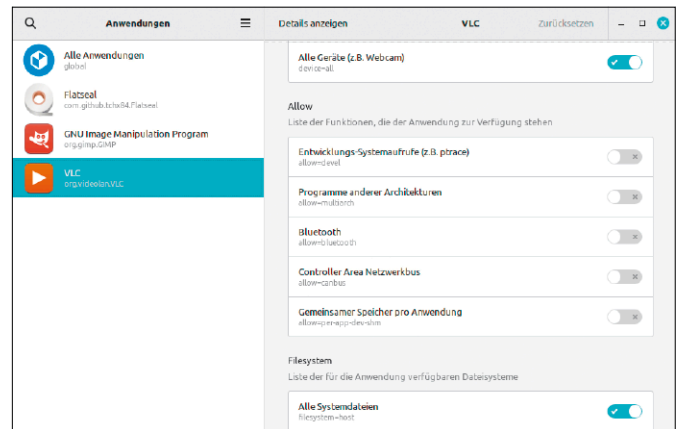 Anwendungen
Details anzeigen
VLC
Zurücksetzen
Alle Anwendungen
global
Flatseal
com.github.tchx84.Flatseal
GNU Image Manipulation Program
org.gimp.GIMP
VLC
org.videolan.VLC
Alle Geräte (z.B. Webcam)
device=all
Allow
Liste der Funktionen, die der Anwendung zur Verfügung stehen
Entwicklungs-Systemaufrufe (z.B. ptrace)
allow=devel
Programme anderer Architekturen
allow=multiarch
Bluetooth
allow=bluetooth
Controller Area Netzwerkbus
allow=canbus
Gemeinsamer Speicher pro Anwendung
allow=per-app-dev-shm
Filesystem
Liste der für die Anwendung verfügbaren Dateisysteme
Alle Systemdateien
filesystem=host